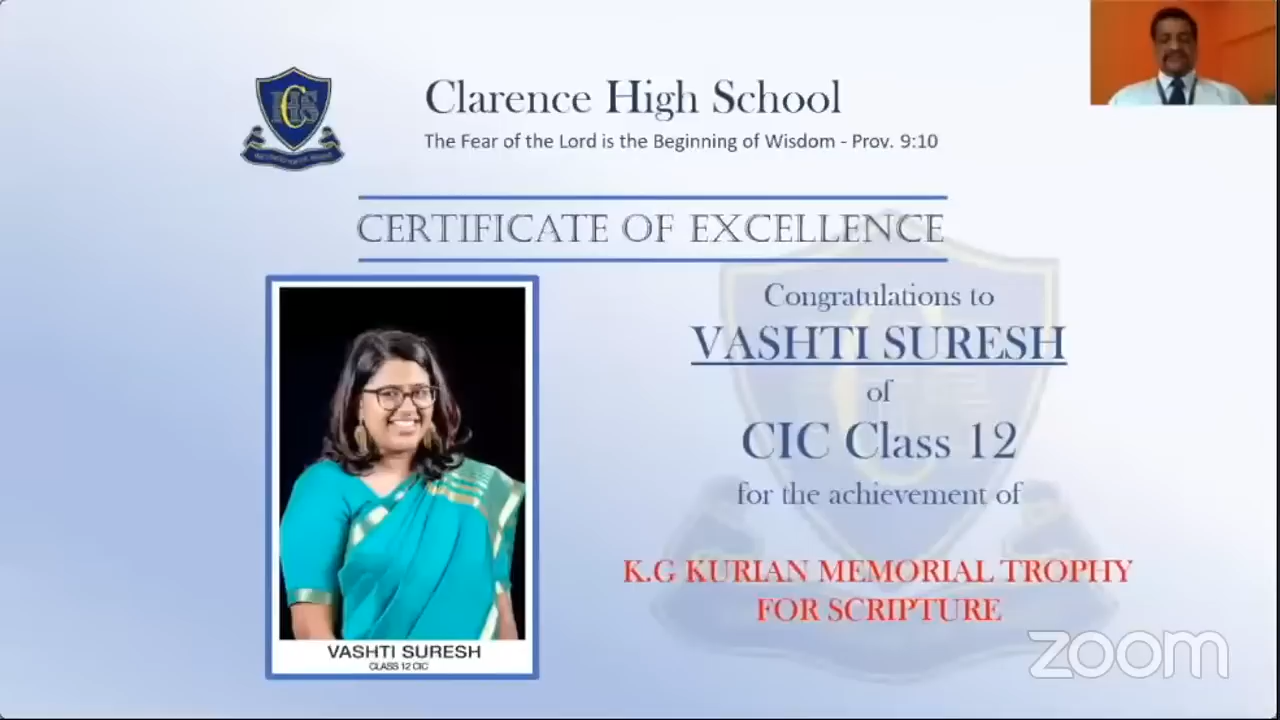 Clarence High School
The Fear of the Lord is the Beginning of Wisdom - Prov. 9:10
CERTIFICATE OF EXCELLENCE
Congratulations to
VASHTI SURESH
of
CIC Class 12
for the achievement of
K.G KURIAN MEMORIAL TROPHY
FOR SCRIPTURE
VASHTI SURESH
CLASS 12 CIC
zoom